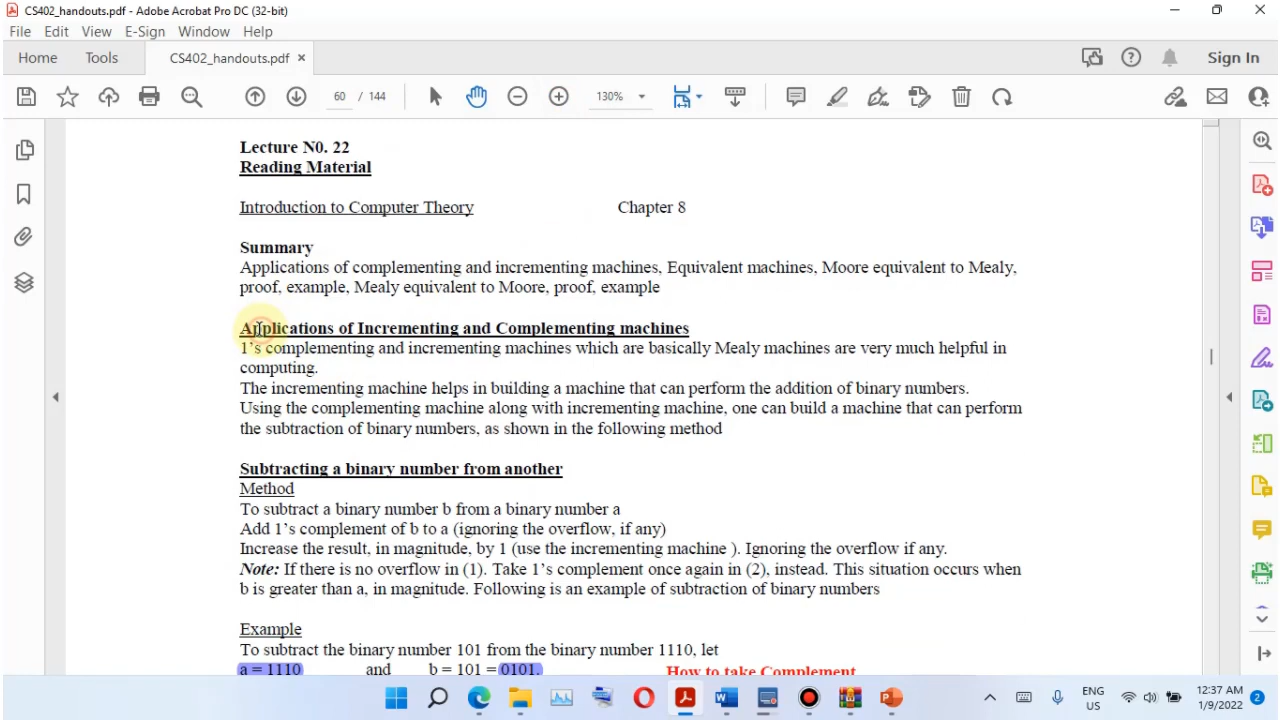 CS402_handouts.pdf - Adobe Acrobat Pro DC (32-bit)
File Edit View E-Sign Window Help
Home Tools CS402_handouts.pdf × Sign In
60 / 144 130%
Lecture N0. 22
Reading Material
Introduction to Computer Theory Chapter 8
Summary
Applications of complementing and incrementing machines, Equivalent machines, Moore equivalent to Mealy,
proof, example, Mealy equivalent to Moore, proof, example
Applications of Incrementing and Complementing machines
1's complementing and incrementing machines which are basically Mealy machines are very much helpful in
computing.
The incrementing machine helps in building a machine that can perform the addition of binary numbers.
Using the complementing machine along with incrementing machine, one can build a machine that can perform
the subtraction of binary numbers, as shown in the following method
Subtracting a binary number from another
Method
To subtract a binary number b from a binary number a
Add 1's complement of b to a (ignoring the overflow, if any)
Increase the result, in magnitude, by 1 (use the incrementing machine ). Ignoring the overflow if any.
Note: If there is no overflow in (1). Take 1's complement once again in (2), instead. This situation occurs when
b is greater than a, in magnitude. Following is an example of subtraction of binary numbers
Example
To subtract the binary number 101 from the binary number 1110, let
a = 1110 and b = 101 = 0101. How to take Complement
ENG
US
12:37 AM
1/9/2022
2